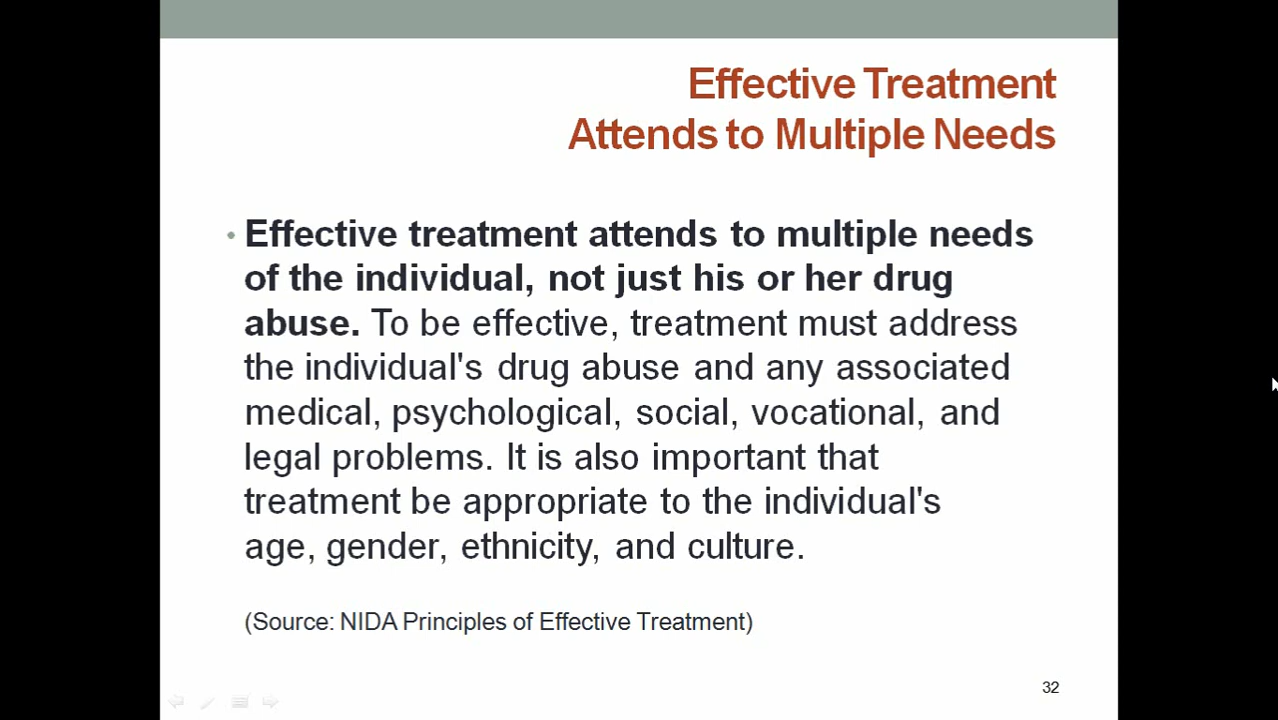 Effective Treatment
Attends to Multiple Needs
• Effective treatment attends to multiple needs
of the individual, not just his or her drug
abuse. To be effective, treatment must address
the individual's drug abuse and any associated
medical, psychological, social, vocational, and
legal problems. It is also important that
treatment be appropriate to the individual's
age, gender, ethnicity, and culture.
(Source: NIDA Principles of Effective Treatment)
32